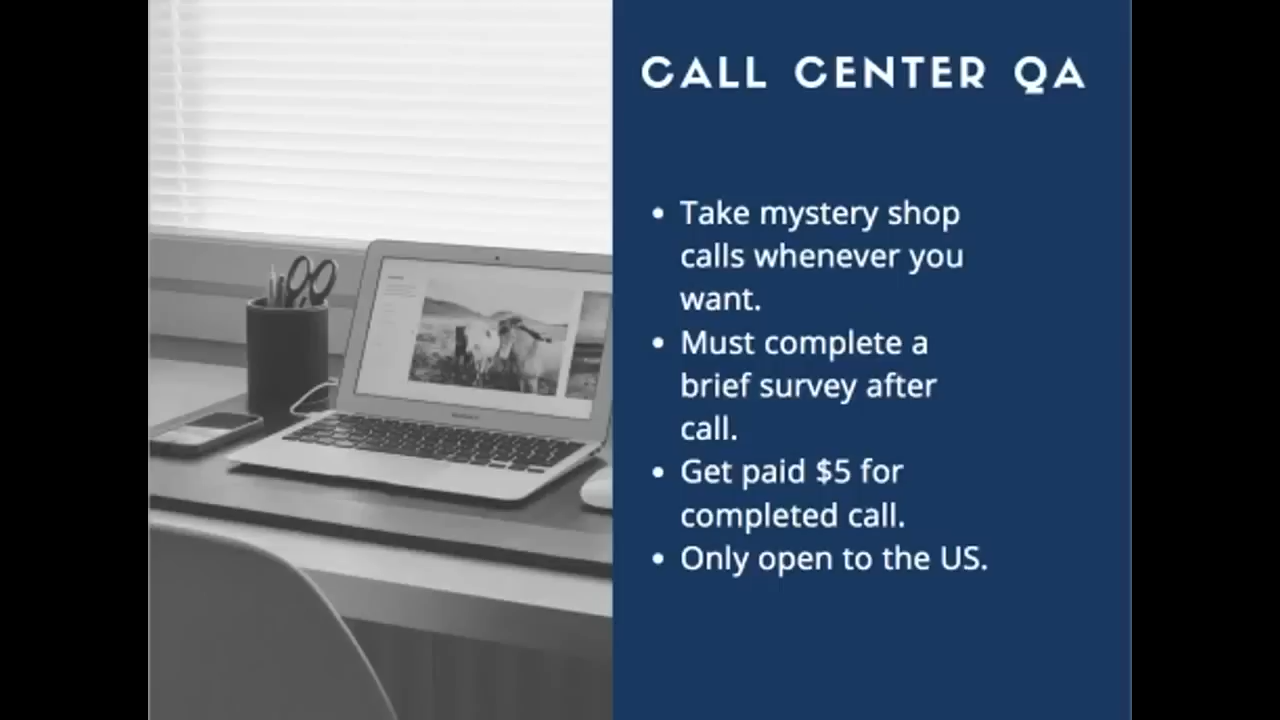 CALL CENTER QA
• Take mystery shop
calls whenever you
want.
• Must complete a
brief survey after
call.
• Get paid $5 for
completed call.
• Only open to the US.